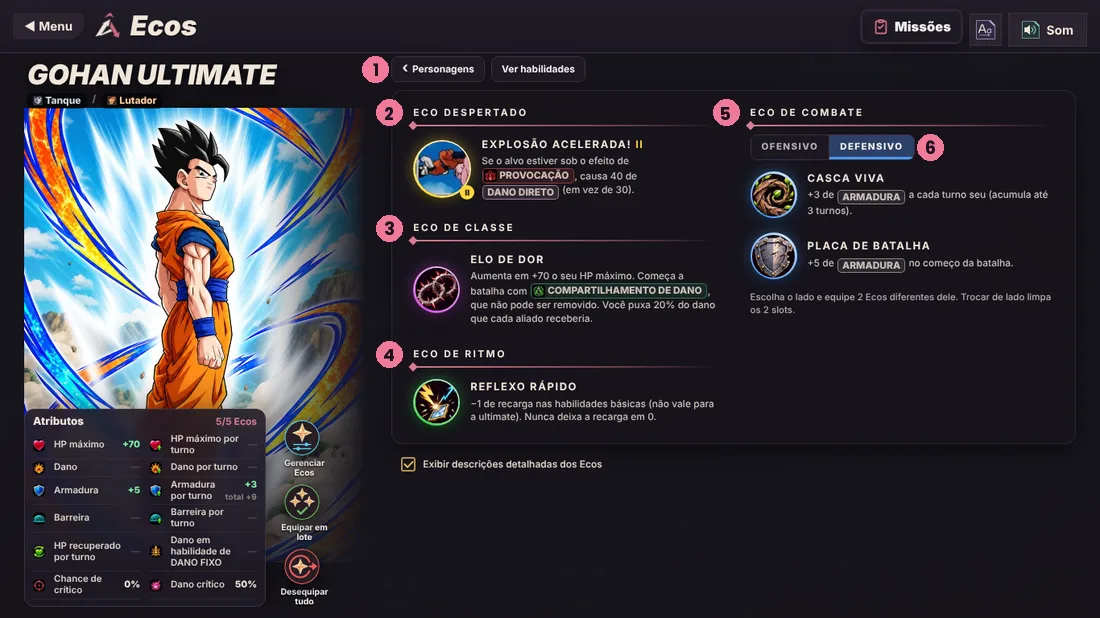 Menu
Ecos
Missões
Som
GOHAN ULTIMATE
Tanque / Lutador
1
Personagens
Ver habilidades
2
ECO DESPERTADO
EXPLOSÃO ACELERADA! II
Se o alvo estiver sob o efeito de
PROVOCAÇÃO, causa 40 de
DANO DIRETO (em vez de 30).
II
3
ECO DE CLASSE
ELO DE DOR
Aumenta em +70 o seu HP máximo. Começa a
batalha com COMPARTILHAMENTO DE DANO,
que não pode ser removido. Você puxa 20% do dano
que cada aliado receberia.
4
ECO DE RITMO
REFLEXO RÁPIDO
−1 de recarga nas habilidades básicas (não vale para
a ultimate). Nunca deixa a recarga em 0.
5
ECO DE COMBATE
OFENSIVO
DEFENSIVO
6
CASCA VIVA
+3 de ARMADURA a cada turno seu (acumula até
3 turnos).
PLACA DE BATALHA
+5 de ARMADURA no começo da batalha.
Escolha o lado e equipe 2 Ecos diferentes dele. Trocar de lado limpa
os 2 slots.
Exibir descrições detalhadas dos Ecos
Atributos
5/5 Ecos
HP máximo +70
HP máximo por
turno —
Dano —
Dano por turno —
Armadura +5
Armadura
por turno
+3
total +9
Barreira —
Barreira por
turno —
HP recuperado
por turno —
Dano em
habilidade de
DANO FIXO —
Chance de
crítico 0%
Dano crítico 50%
Gerenciar
Ecos
Equipar em
lote
Desequipar
tudo